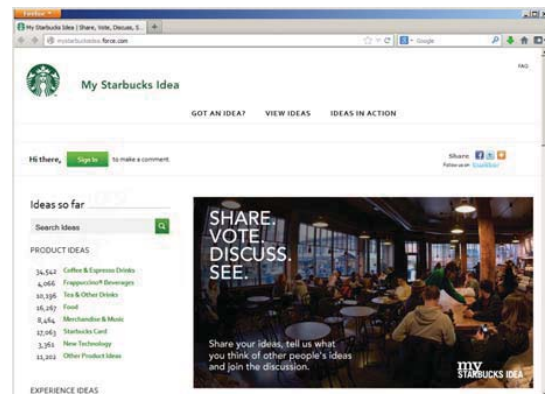 Firefox
My Starbucks Idea | Share, Vote, Discuss, S...
mystarbucksidea.force.com
Google
FAQ
My Starbucks Idea
GOT AN IDEA? VIEW IDEAS IDEAS IN ACTION
Hi there, Sign In to make a comment.
Share
Follow us on twitter
Ideas so far
Search Ideas
PRODUCT IDEAS
34,542 Coffee & Espresso Drinks
4,066 Frappuccino® Beverages
10,196 Tea & Other Drinks
16,267 Food
8,464 Merchandise & Music
17,063 Starbucks Card
3,361 New Technology
11,202 Other Product Ideas
EXPERIENCE IDEAS
SHARE.
VOTE.
DISCUSS.
SEE.
Share your ideas, tell us what
you think of other people's ideas
and join the discussion.
my
STARBUCKS IDEA